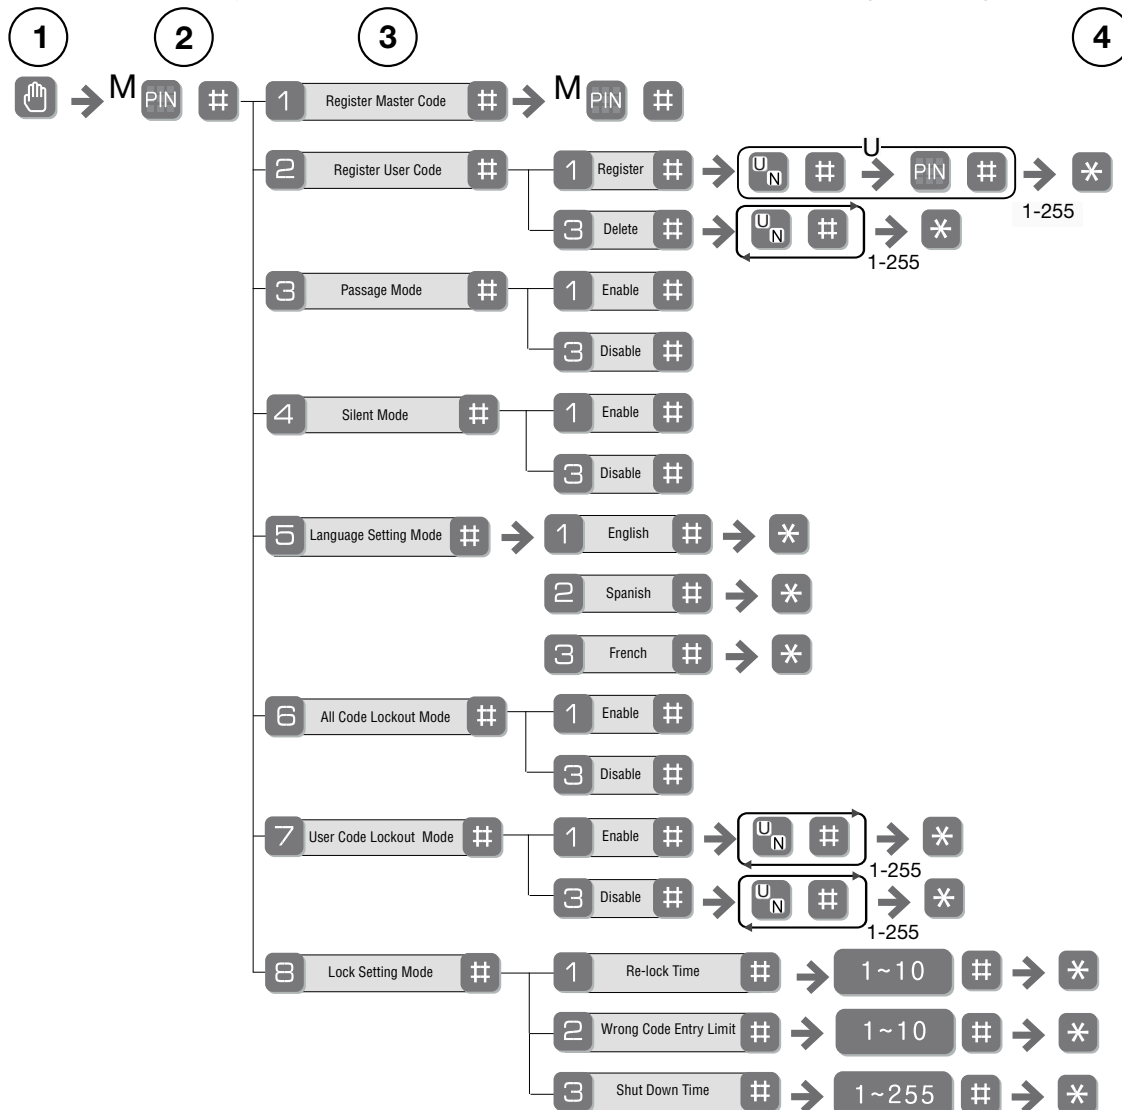 1 2 3 4
M PIN # 1 Register Master Code # M PIN #
2 Register User Code # 1 Register # UN # U PIN # *
1-255
3 Delete # UN # *
1-255
3 Passage Mode # 1 Enable #
3 Disable #
4 Silent Mode # 1 Enable #
3 Disable #
5 Language Setting Mode # 1 English # *
2 Spanish # *
3 French # *
6 All Code Lockout Mode # 1 Enable #
3 Disable #
7 User Code Lockout Mode # 1 Enable # UN # *
1-255
3 Disable # UN # *
1-255
8 Lock Setting Mode # 1 Re-lock Time # 1~10 # *
2 Wrong Code Entry Limit # 1~10 # *
3 Shut Down Time # 1~255 # *